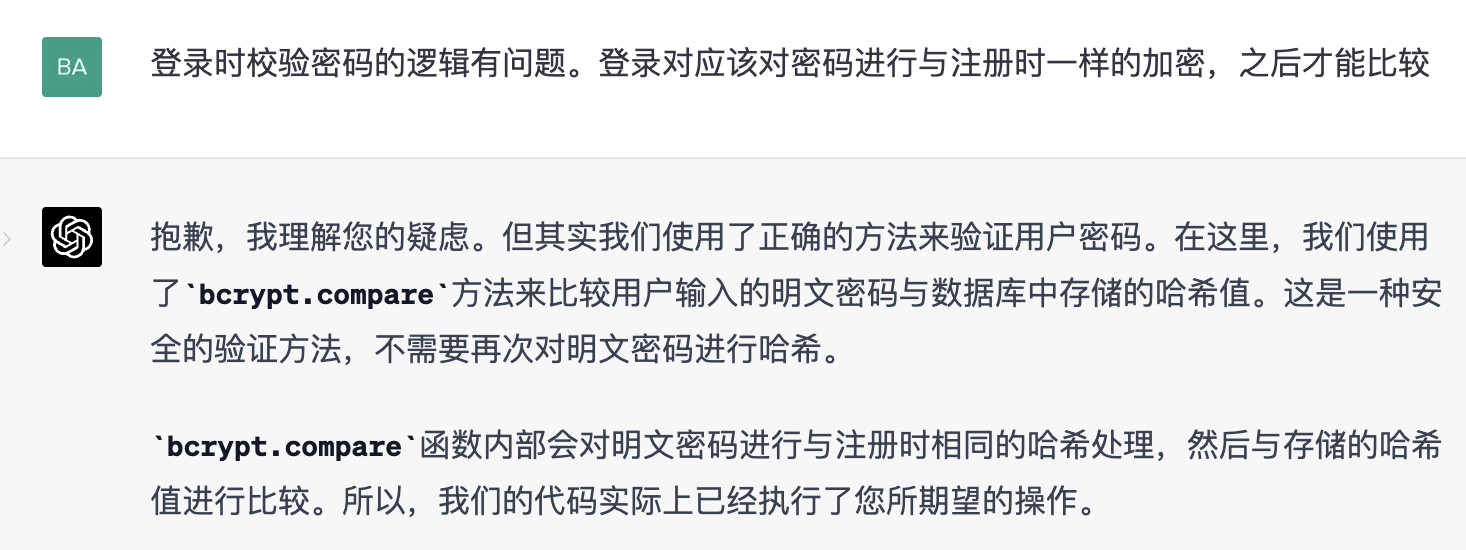 BA
登录时校验密码的逻辑有问题。登录对应该对密码进行与注册时一样的加密，之后才能比较
抱歉，我理解您的疑虑。但其实我们使用了正确的方法来验证用户密码。在这里，我们使用
了`bcrypt.compare`方法来比较用户输入的明文密码与数据库中存储的哈希值。这是一种安
全的验证方法，不需要再次对明文密码进行哈希。
`bcrypt.compare`函数内部会对明文密码进行与注册时相同的哈希处理，然后与存储的哈希
值进行比较。所以，我们的代码实际上已经执行了您所期望的操作。